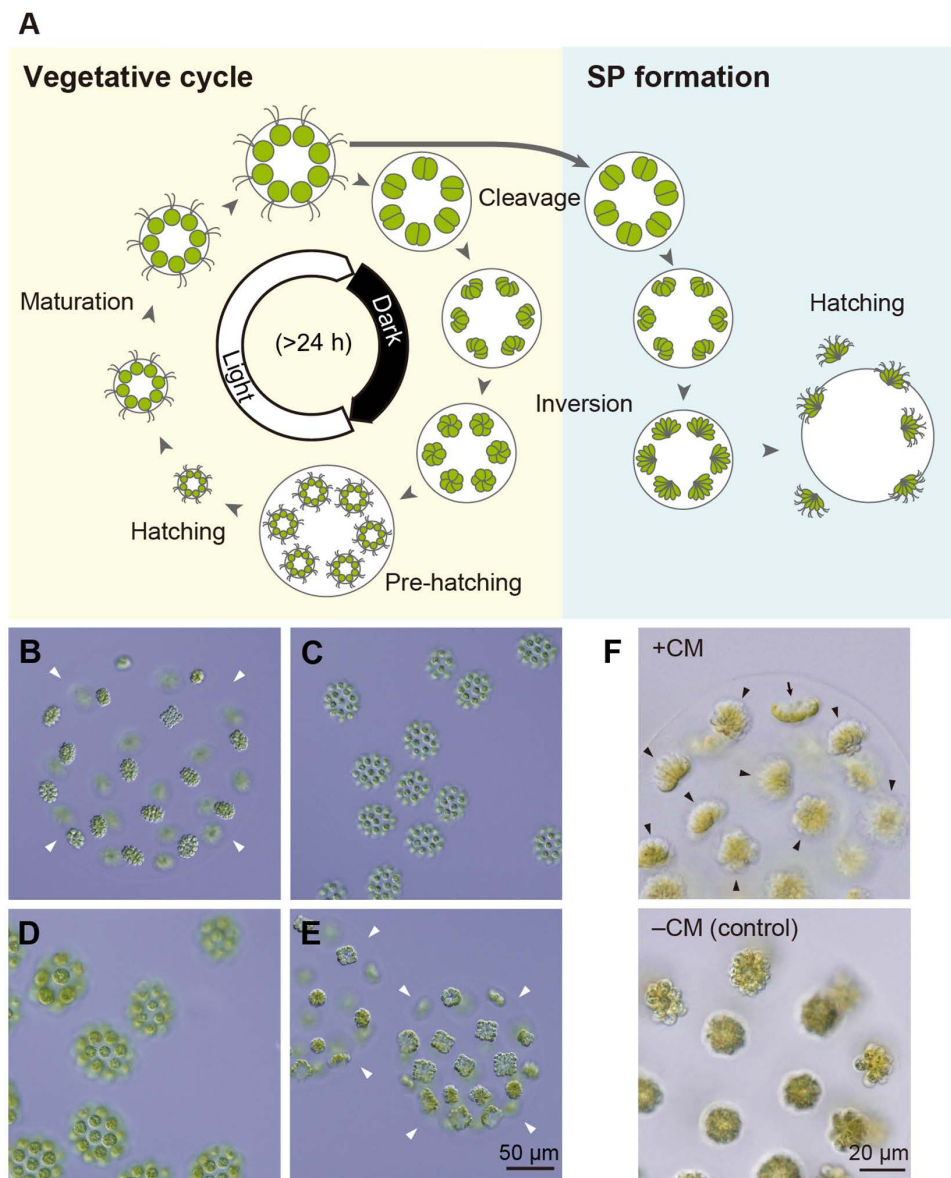 A
Vegetative cycle
SP formation
Cleavage
Hatching
Maturation
(>24 h)
Dark
Light
Inversion
Hatching
Pre-hatching
B
C
F
+CM
D
E
–CM (control)
50 µm
20 µm